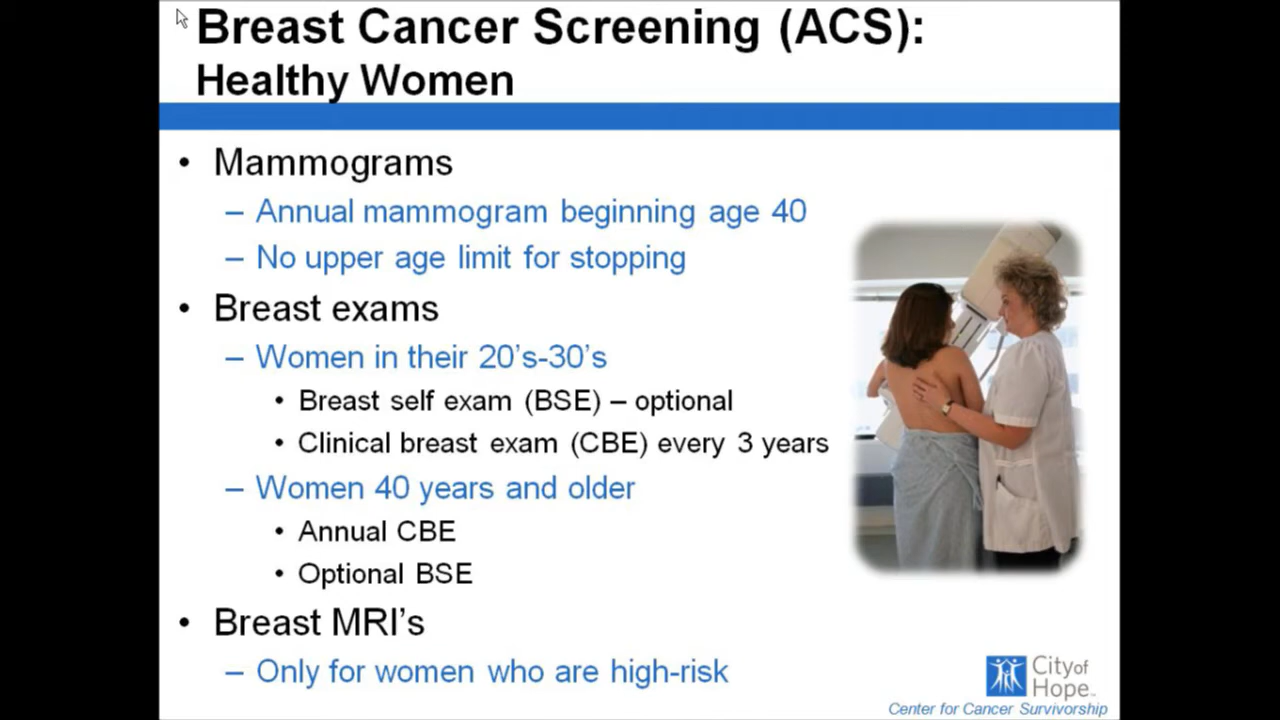 Breast Cancer Screening (ACS):
Healthy Women
• Mammograms
– Annual mammogram beginning age 40
– No upper age limit for stopping
• Breast exams
– Women in their 20’s-30’s
• Breast self exam (BSE) – optional
• Clinical breast exam (CBE) every 3 years
– Women 40 years and older
• Annual CBE
• Optional BSE
• Breast MRI’s
– Only for women who are high-risk
City of
Hope™
Center for Cancer Survivorship